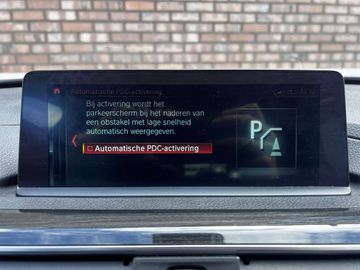 Automatische PDC-activering
Bij activering wordt het
parkeerscherm bij het naderen van
een obstakel met lage snelheid
automatisch weergegeven.
Automatische PDC-activering
P